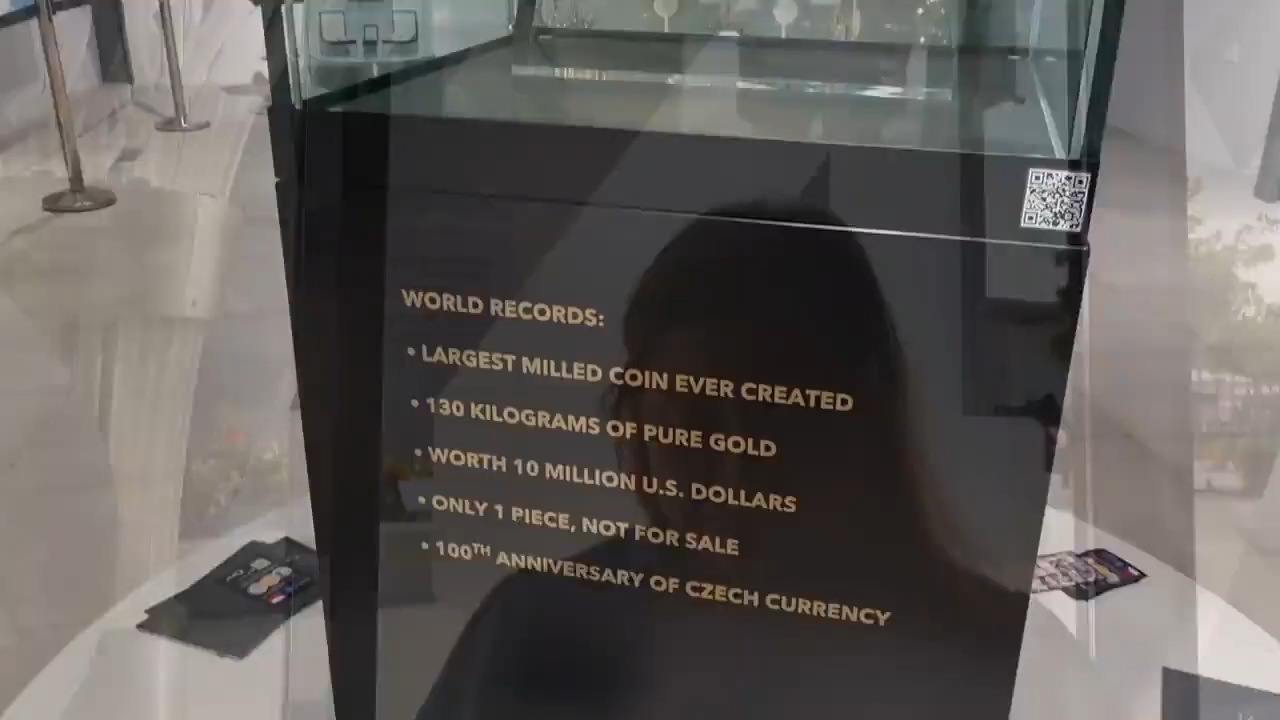 WORLD RECORDS:
• LARGEST MILLED COIN EVER CREATED
• 130 KILOGRAMS OF PURE GOLD
• WORTH 10 MILLION U.S. DOLLARS
• ONLY 1 PIECE, NOT FOR SALE
• 100TH ANNIVERSARY OF CZECH CURRENCY